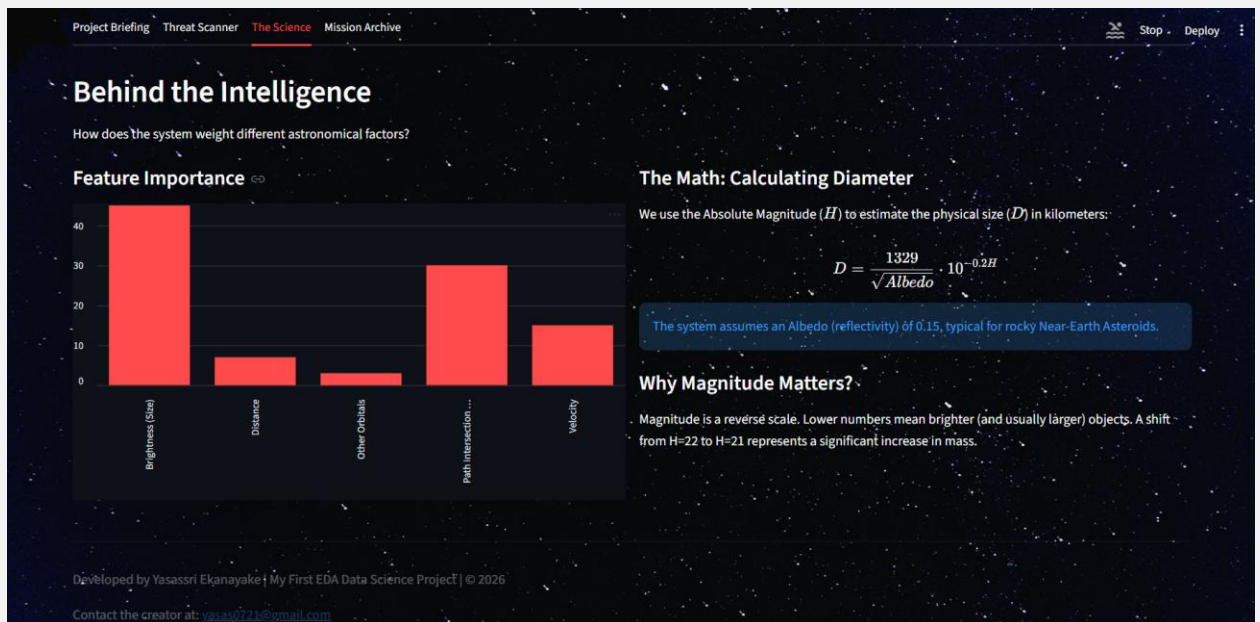 Project Briefing Threat Scanner The Science Mission Archive
Stop Deploy
Behind the Intelligence
How does the system weight different astronomical factors?
Feature Importance
40
30
20
10
0
Brightness (Size)
Distance
Other Orbitals
Path Intersection ...
Velocity
The Math: Calculating Diameter
We use the Absolute Magnitude (H) to estimate the physical size (D) in kilometers:
D = 1329 / √Albedo · 10^−0.2H
The system assumes an Albedo (reflectivity) of 0.15, typical for rocky Near-Earth Asteroids.
Why Magnitude Matters?
Magnitude is a reverse scale. Lower numbers mean brighter (and usually larger) objects. A shift
from H=22 to H=21 represents a significant increase in mass.
Developed by Yasassri Ekanayake | My First EDA Data Science Project | © 2026
Contact the creator at: yasas0721@gmail.com